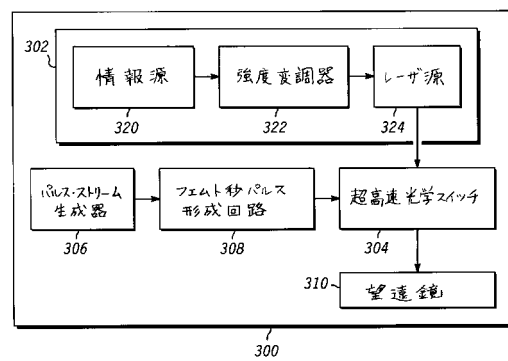 302
情報源
強度変調器
レーザ源
320
322
324
パルス・ストリーム
生成器
フェムト秒パルス
形成回路
超高速光学スイッチ
306
308
304
310
望遠鏡
300